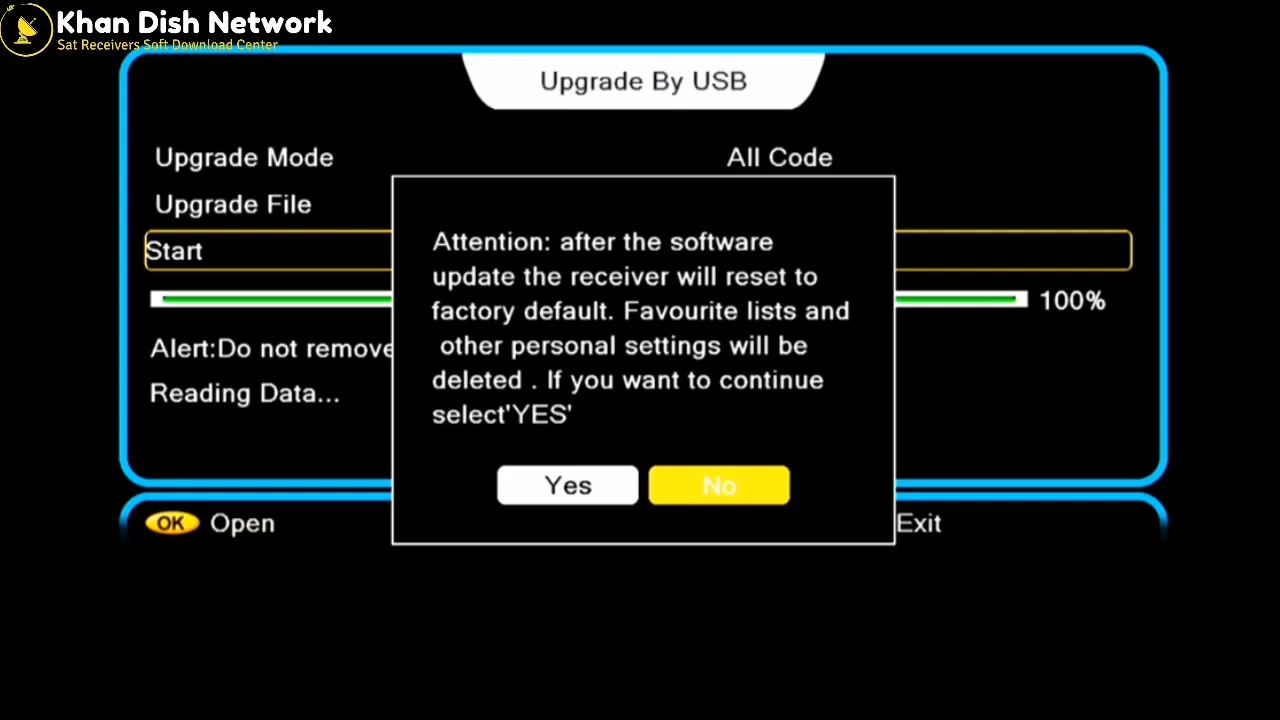 Khan Dish Network
Sat Receivers Soft Download Center
Upgrade By USB
Upgrade Mode All Code
Upgrade File
Start
100%
Alert:Do not remove
Reading Data...
Attention: after the software
update the receiver will reset to
factory default. Favourite lists and
other personal settings will be
deleted . If you want to continue
select'YES'
Yes No
OK Open Exit